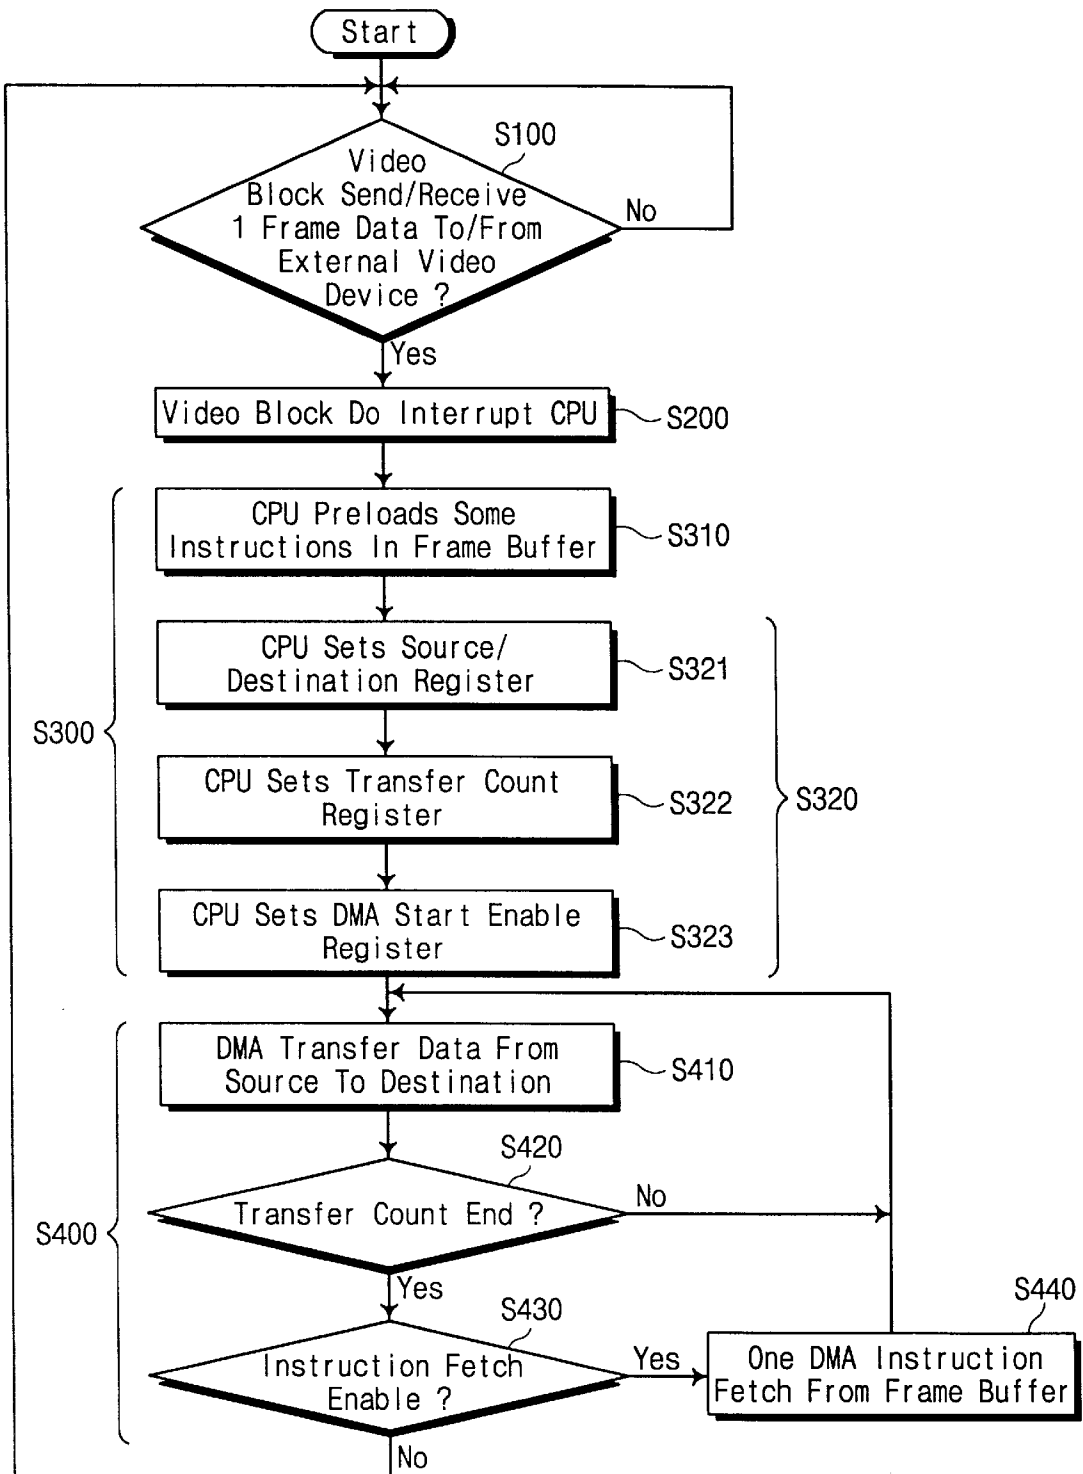 Start
S100
Video
Block Send/Receive
1 Frame Data To/From
External Video
Device ?
No
Yes
Video Block Do Interrupt CPU
S200
CPU Preloads Some
Instructions In Frame Buffer
S310
CPU Sets Source/
Destination Register
S321
S300
CPU Sets Transfer Count
Register
S322
S320
CPU Sets DMA Start Enable
Register
S323
DMA Transfer Data From
Source To Destination
S410
S420
Transfer Count End ?
No
S400
Yes
S430
S440
Instruction Fetch
Enable ?
Yes
One DMA Instruction
Fetch From Frame Buffer
No